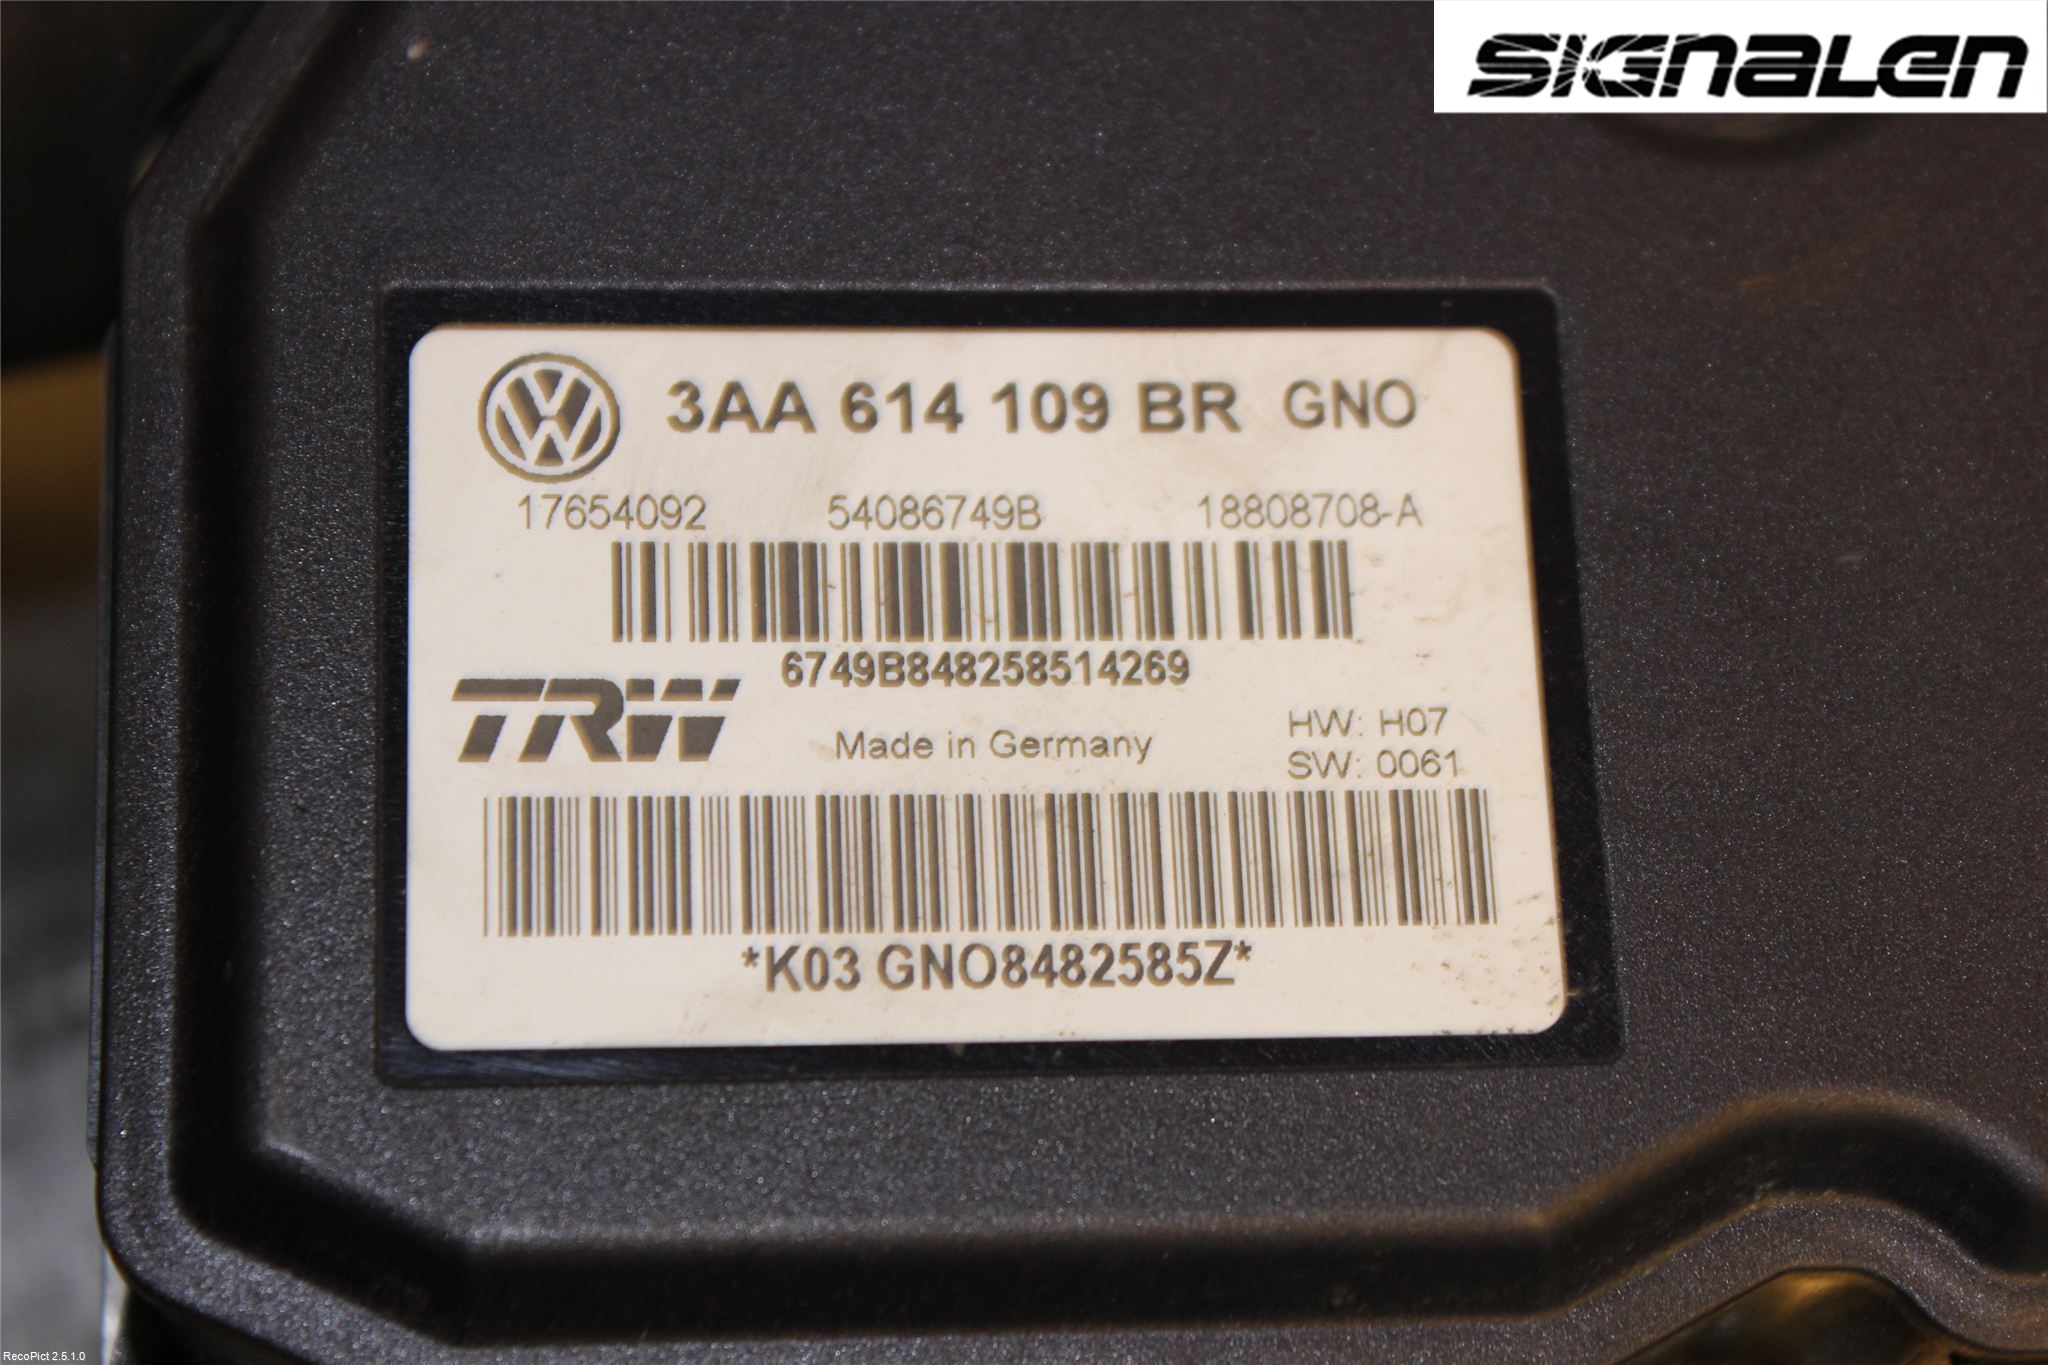 SIGNALEN
3AA 614 109 BR GNO
17654092 54086749B 18808708-A
6749B848258514269
TRW
Made in Germany
HW: H07
SW: 0061
*K03 GNO8482585Z*
RecoPict 2.5.1.0